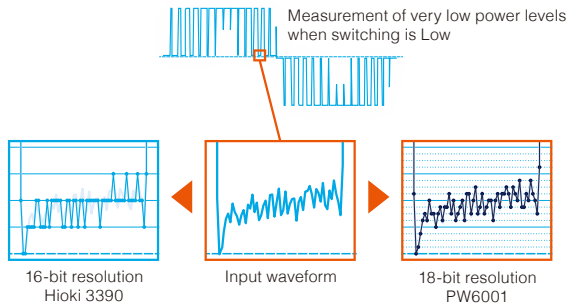 Measurement of very low power levels
when switching is Low
16-bit resolution
Hioki 3390
Input waveform
18-bit resolution
PW6001